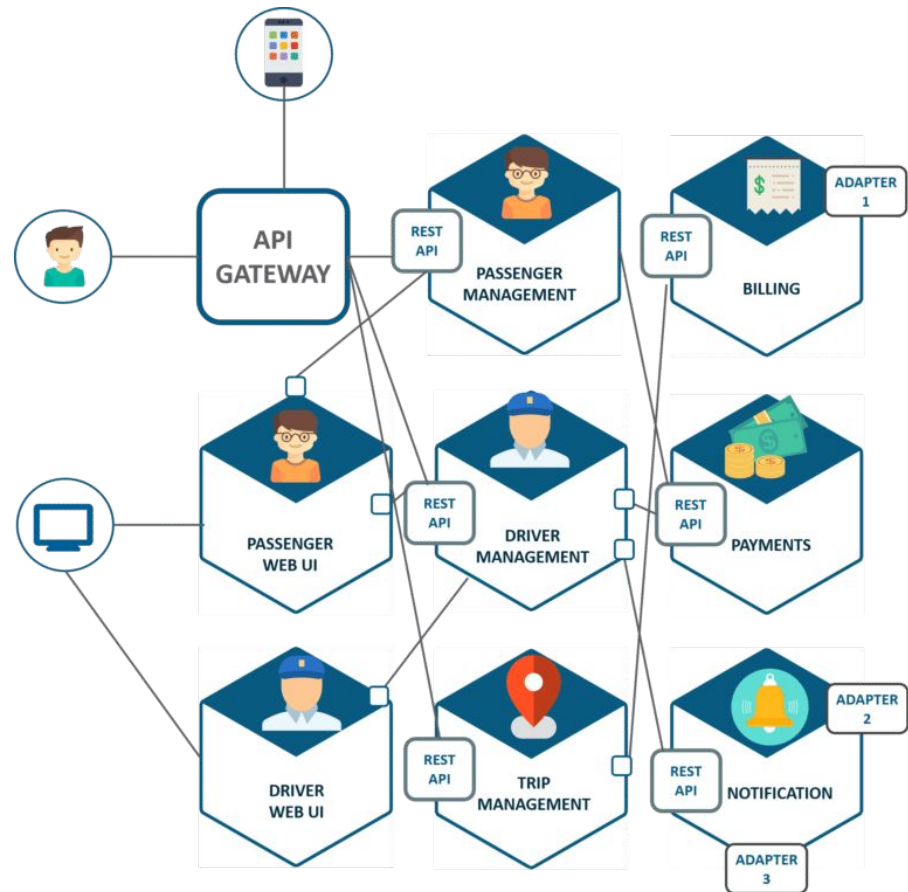 API
GATEWAY
REST
API
PASSENGER
MANAGEMENT
REST
API
ADAPTER
1
BILLING
PASSENGER
WEB UI
REST
API
DRIVER
MANAGEMENT
REST
API
PAYMENTS
DRIVER
WEB UI
REST
API
TRIP
MANAGEMENT
REST
API
ADAPTER
2
NOTIFICATION
ADAPTER
3